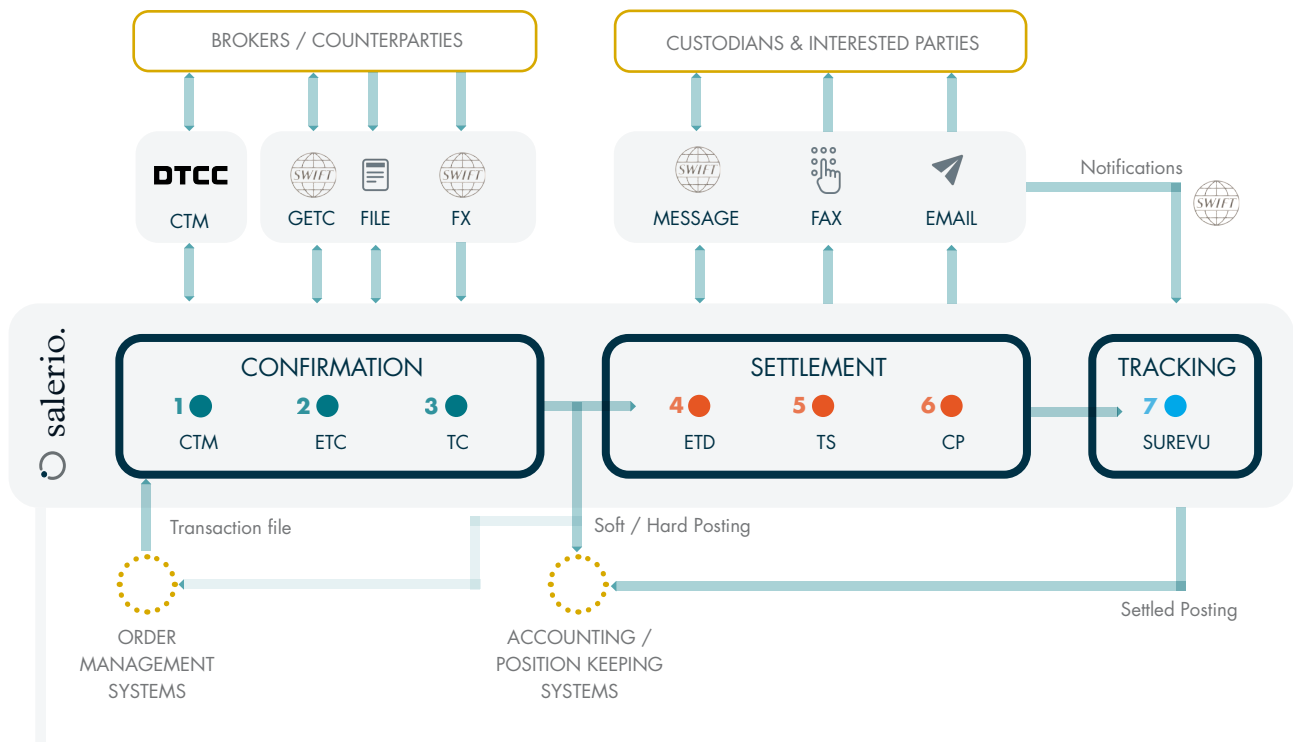 BROKERS / COUNTERPARTIES
CUSTODIANS & INTERESTED PARTIES
DTCC
CTM
SWIFT
GETC
FILE
SWIFT
FX
SWIFT
MESSAGE
FAX
EMAIL
Notifications
SWIFT
salerio.
CONFIRMATION
1
CTM
2
ETC
3
TC
SETTLEMENT
4
ETD
5
TS
6
CP
TRACKING
7
SUREVU
Transaction file
Soft / Hard Posting
Settled Posting
ORDER
MANAGEMENT
SYSTEMS
ACCOUNTING /
POSITION KEEPING
SYSTEMS